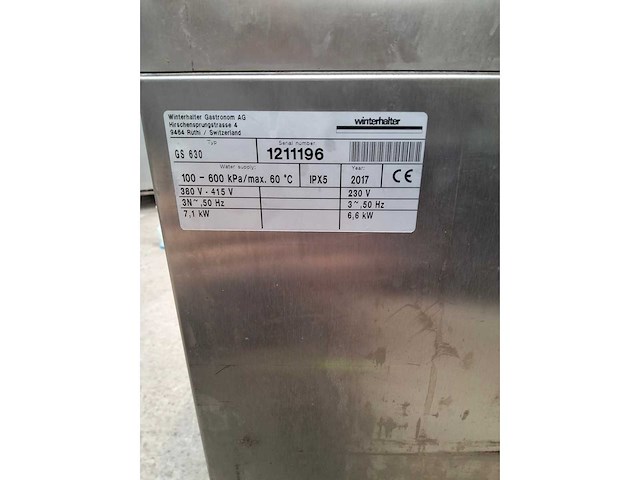 Winterhalter Gastronom AG
Hirschensprungstrasse 4
9464 Rüthi / Switzerland
winterhalter
Typ
Serial number
GS 630
1211196
Water supply:
Year:
100 - 600 kPa/max. 60 °C
IPX5
2017
CE
380 V - 415 V
230 V
3N~, 50 Hz
3~, 50 Hz
7,1 kW
6,6 kW